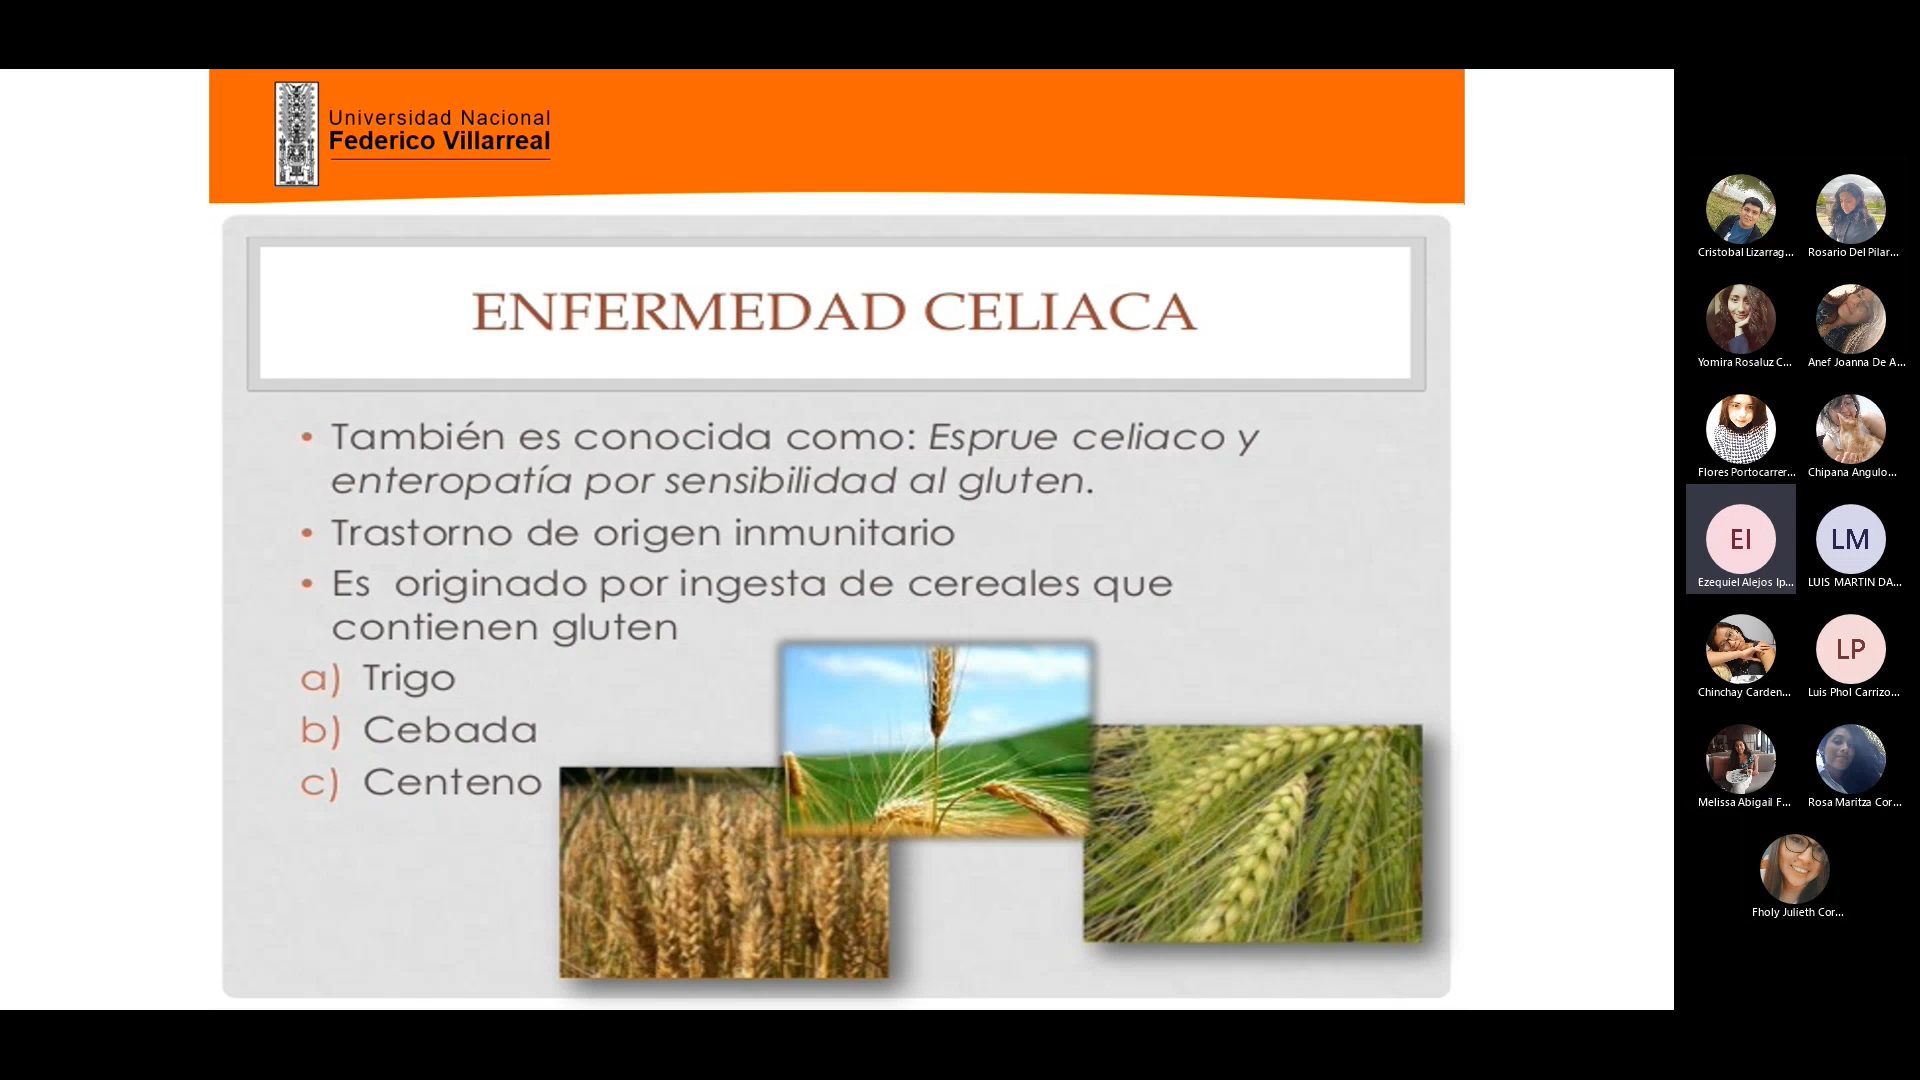 Universidad Nacional
Federico Villarreal
ENFERMEDAD CELIACA
• También es conocida como: Esprue celiaco y
enteropatía por sensibilidad al gluten.
• Trastorno de origen inmunitario
• Es originado por ingesta de cereales que
contienen gluten
a) Trigo
b) Cebada
c) Centeno
Cristobal Lizarrag...
Rosario Del Pilar...
Yomira Rosaluz C...
Anef Joanna De A...
Flores Portocarrer...
Chipana Angulo...
EI
LM
Ezequiel Alejos Ip...
LUIS MARTIN DA...
LP
Chinchay Carden...
Luis Phol Carrizo...
Melissa Abigail F...
Rosa Maritza Cor...
Fholy Julieth Cor...